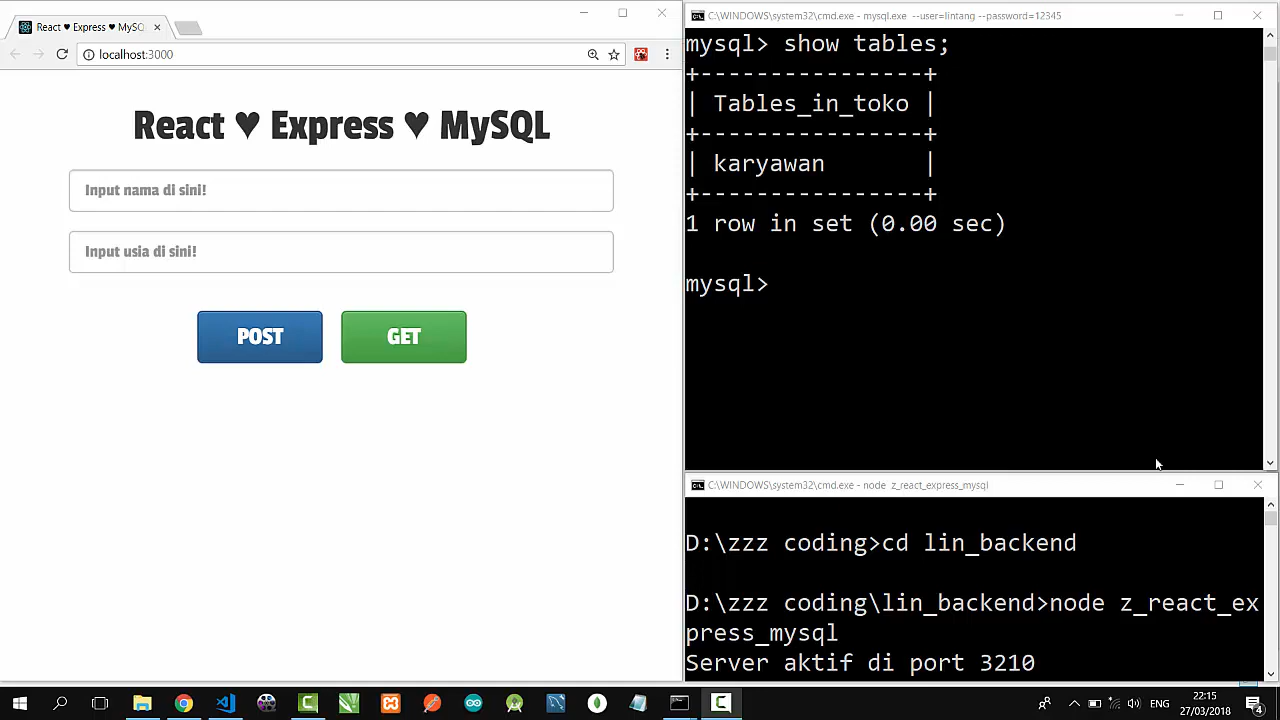 React ♥ Express ♥ MySQ
localhost:3000
React ♥ Express ♥ MySQL
Input nama di sini!
Input usia di sini!
POST GET
C:\WINDOWS\system32\cmd.exe - mysql.exe --user=lintang --password=12345
mysql> show tables;
+----------------+
| Tables_in_toko |
+----------------+
| karyawan       |
+----------------+
1 row in set (0.00 sec)
mysql>
C:\WINDOWS\system32\cmd.exe - node z_react_express_mysql
D:\zzz coding>cd lin_backend
D:\zzz coding\lin_backend>node z_react_ex
press_mysql
Server aktif di port 3210
ENG
22:15
27/03/2018
4